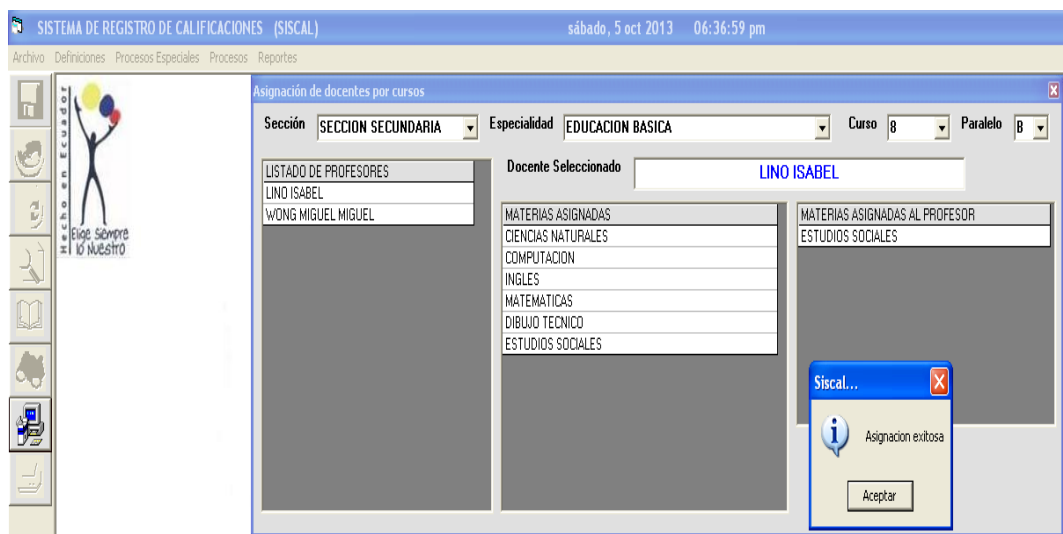 SISTEMA DE REGISTRO DE CALIFICACIONES (SISCAL) sábado, 5 oct 2013 06:36:59 pm
Archivo Definiciones Procesos Especiales Procesos Reportes
Hecho en Ecuador
Elige siempre
lo Nuestro
Asignación de docentes por cursos
Sección SECCION SECUNDARIA Especialidad EDUCACION BASICA Curso 8 Paralelo B
Docente Seleccionado LINO ISABEL
LISTADO DE PROFESORES
LINO ISABEL
WONG MIGUEL MIGUEL
MATERIAS ASIGNADAS
CIENCIAS NATURALES
COMPUTACION
INGLES
MATEMATICAS
DIBUJO TECNICO
ESTUDIOS SOCIALES
MATERIAS ASIGNADAS AL PROFESOR
ESTUDIOS SOCIALES
Siscal...
Asignacion exitosa
Aceptar